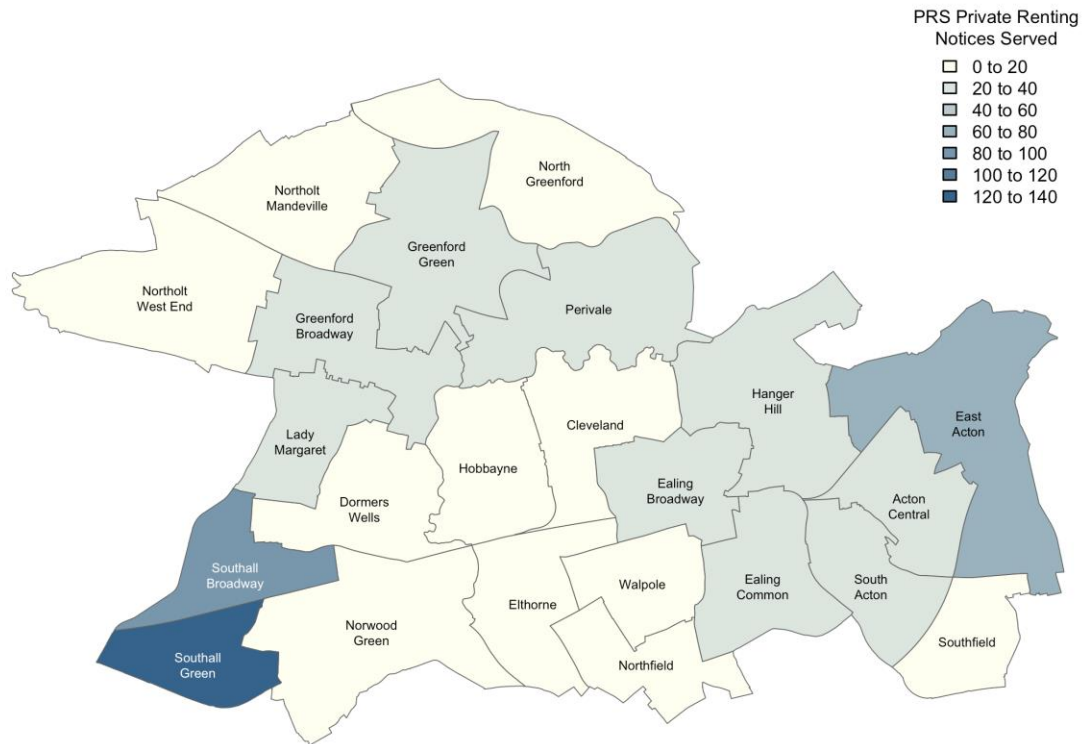 PRS Private Renting
Notices Served
0 to 20
20 to 40
40 to 60
60 to 80
80 to 100
100 to 120
120 to 140
North
Greenford
Northolt
Mandeville
Greenford
Green
Northolt
West End
Greenford
Broadway
Perivale
Hanger
Hill
East
Acton
Cleveland
Lady
Margaret
Hobbayne
Ealing
Broadway
Dormers
Wells
Acton
Central
Southall
Broadway
Walpole
Ealing
Common
South
Acton
Elthorne
Norwood
Green
Southfield
Southall
Green
Northfield